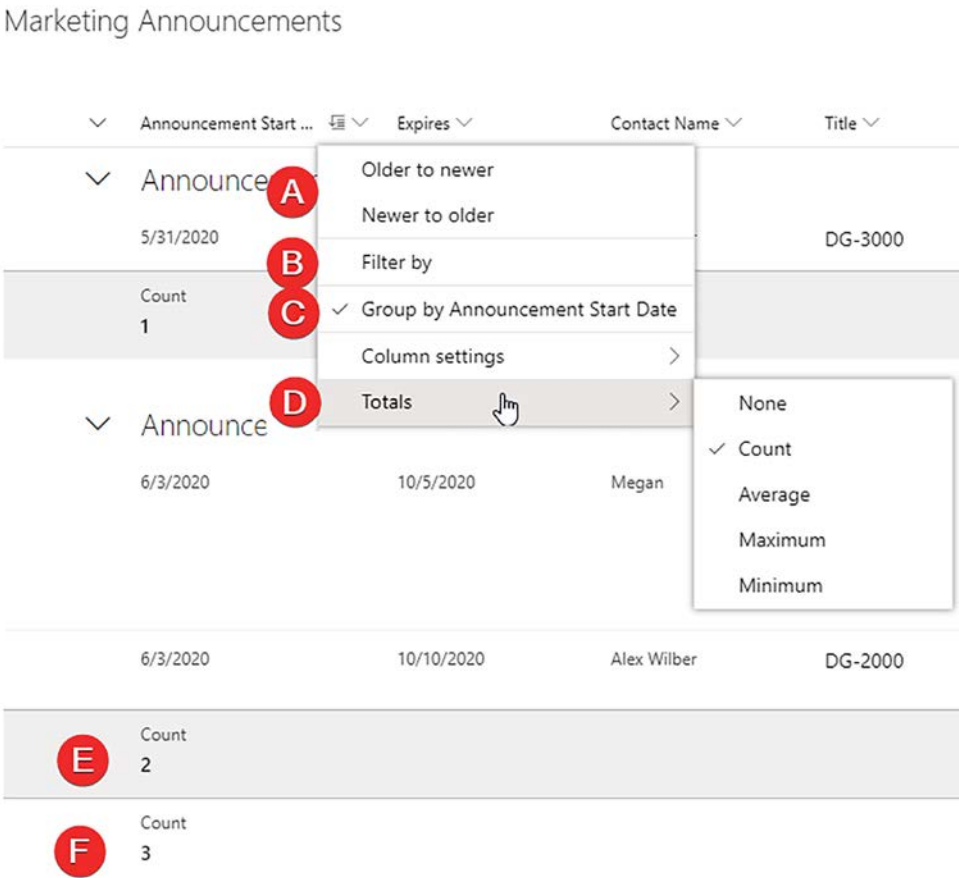 Marketing Announcements
Announcement Start ... Expires Contact Name Title
Older to newer
Announce
A
Newer to older
5/31/2020 DG-3000
B Filter by
Count
C Group by Announcement Start Date
1
Column settings
D Totals
None
Announce
Count
6/3/2020 10/5/2020 Megan
Average
Maximum
Minimum
6/3/2020 10/10/2020 Alex Wilber DG-2000
Count
E
2
Count
F
3